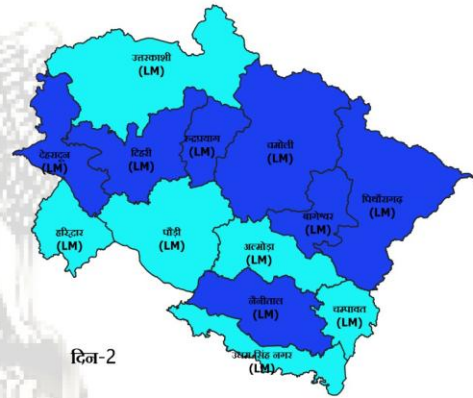 उत्तरकाशी
(LM)
देहरादून
(LM)
टिहरी
(LM)
रुद्रप्रयाग
(LM)
चमोली
(LM)
पिथौरागढ़
(LM)
बागेश्वर
(LM)
हरिद्वार
(LM)
पौड़ी
(LM)
अल्मोड़ा
(LM)
नैनीताल
(LM)
चम्पावत
(LM)
उधम सिंह नगर
(LM)
दिन-2